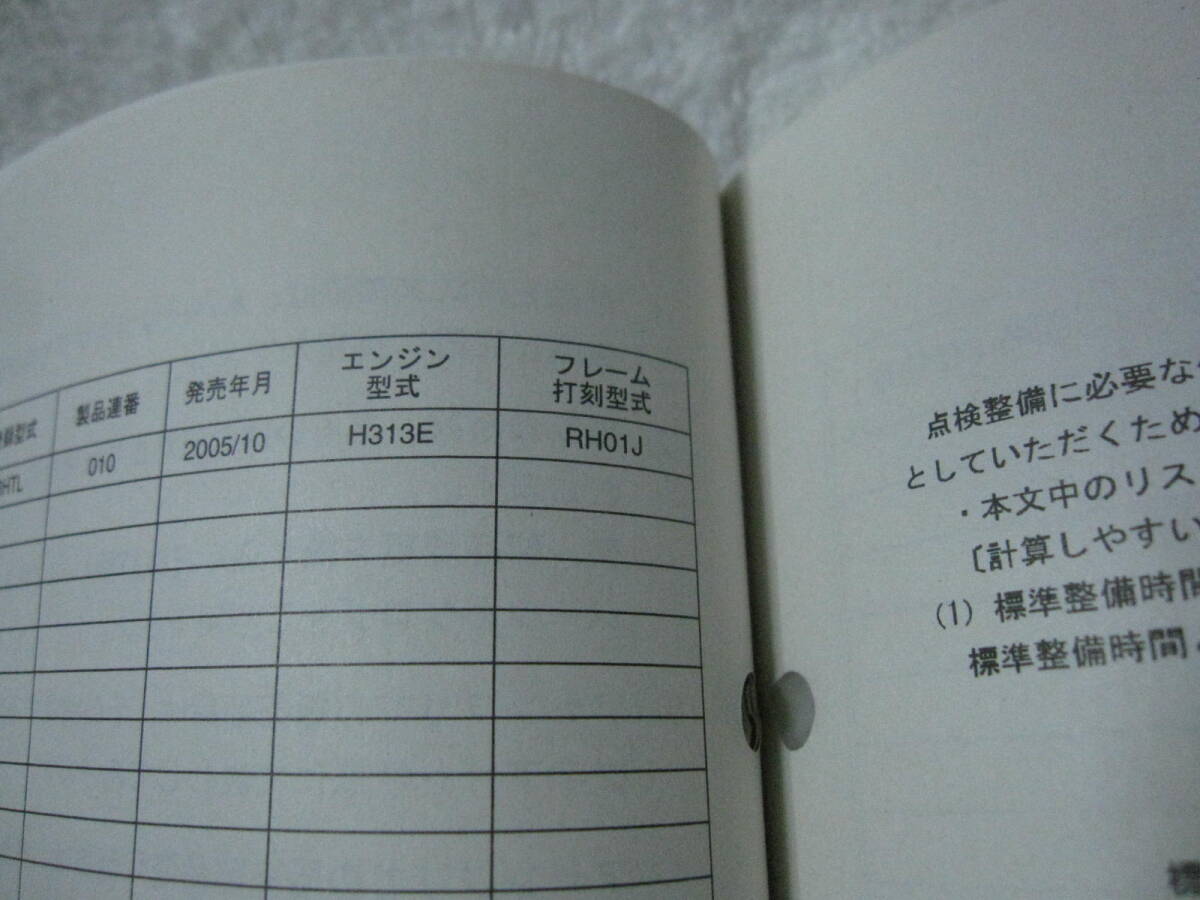 型式 製品連番 発売年月 エンジン型式 フレーム打刻型式
HTL 010 2005/10 H313E RH01J
点検整備に必要な
としていただくため
・本文中のリス
〔計算しやすい
(1) 標準整備時間
標準整備時間